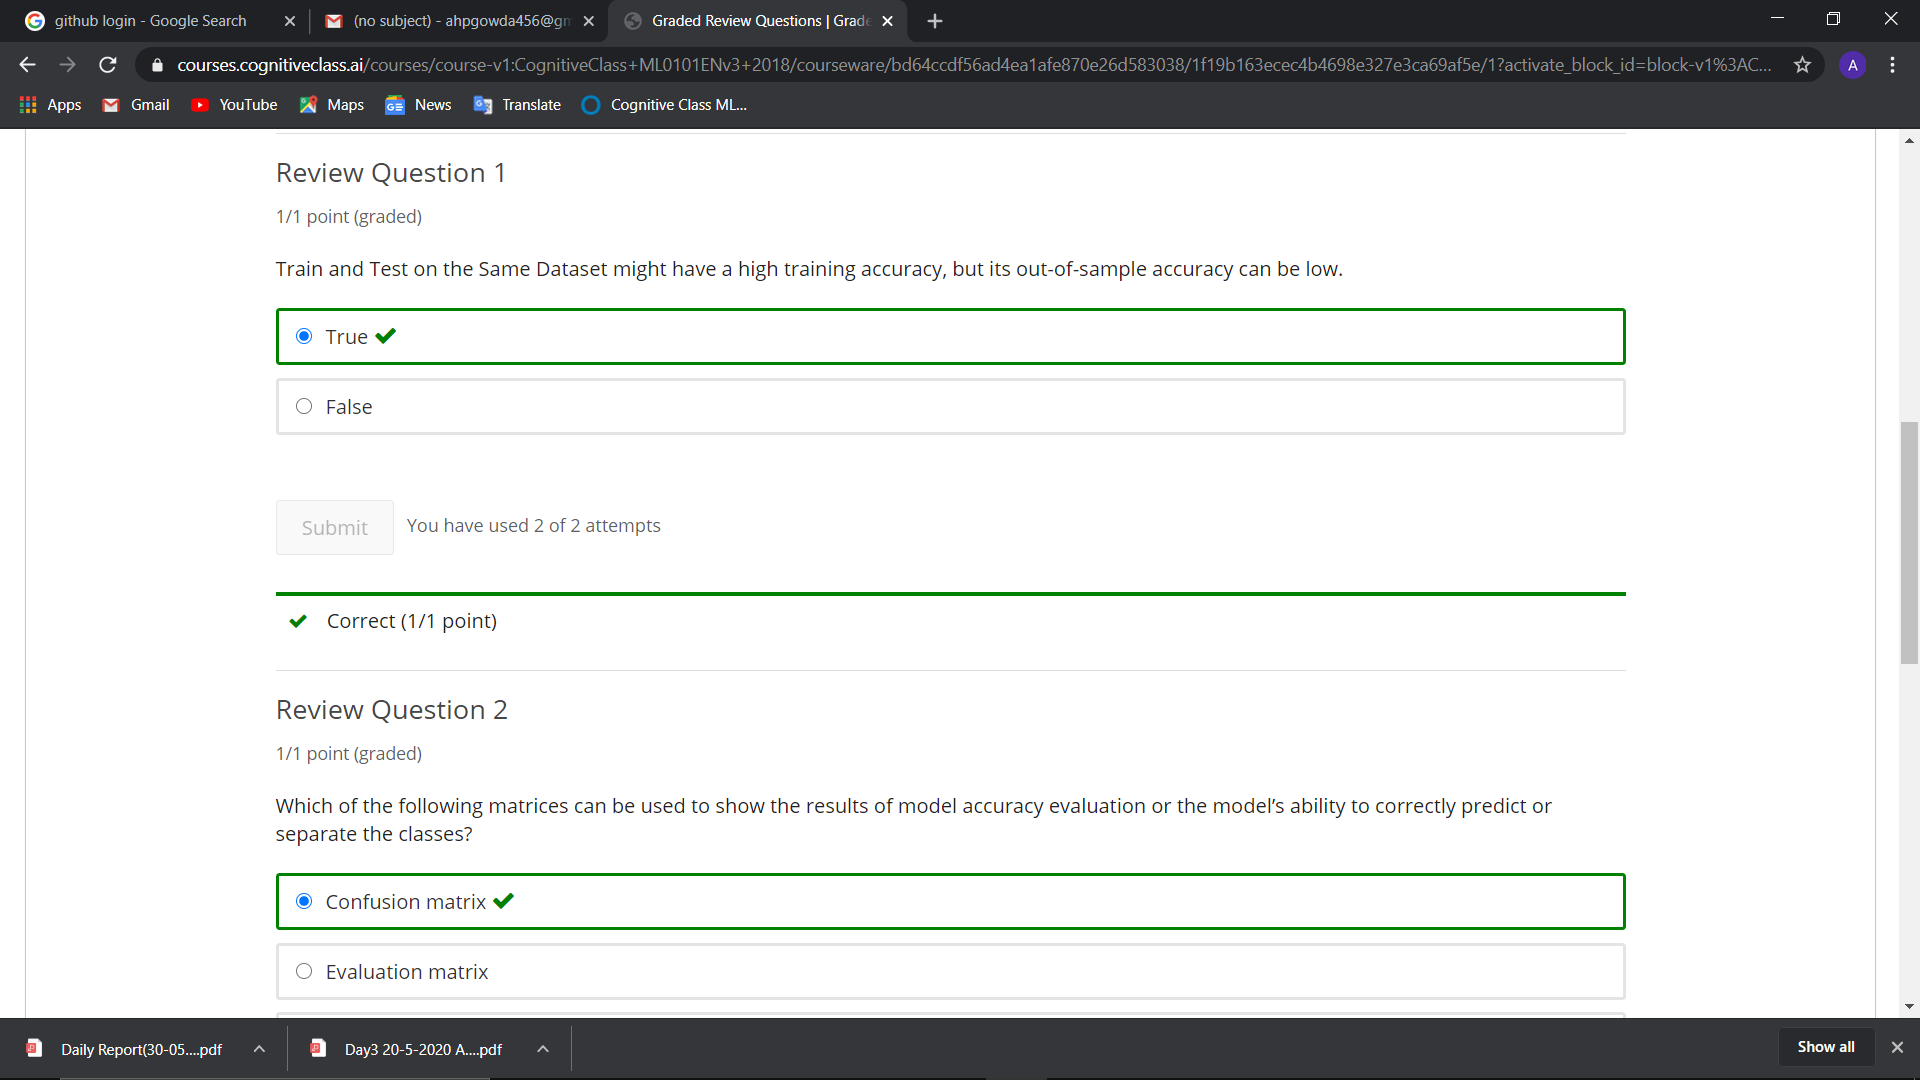 github login - Google Search
(no subject) - ahpgowda456@gm
Graded Review Questions | Grade
courses.cognitiveclass.ai/courses/course-v1:CognitiveClass+ML0101ENv3+2018/courseware/bd64ccdf56ad4ea1afe870e26d583038/1f19b163ecec4b4698e327e3ca69af5e/1?activate_block_id=block-v1%3AC...
A
Apps
Gmail
YouTube
Maps
News
Translate
Cognitive Class ML...
Review Question 1
1/1 point (graded)
Train and Test on the Same Dataset might have a high training accuracy, but its out-of-sample accuracy can be low.
True
False
Submit
You have used 2 of 2 attempts
Correct (1/1 point)
Review Question 2
1/1 point (graded)
Which of the following matrices can be used to show the results of model accuracy evaluation or the model’s ability to correctly predict or
separate the classes?
Confusion matrix
Evaluation matrix
Daily Report(30-05....pdf
Day3 20-5-2020 A....pdf
Show all